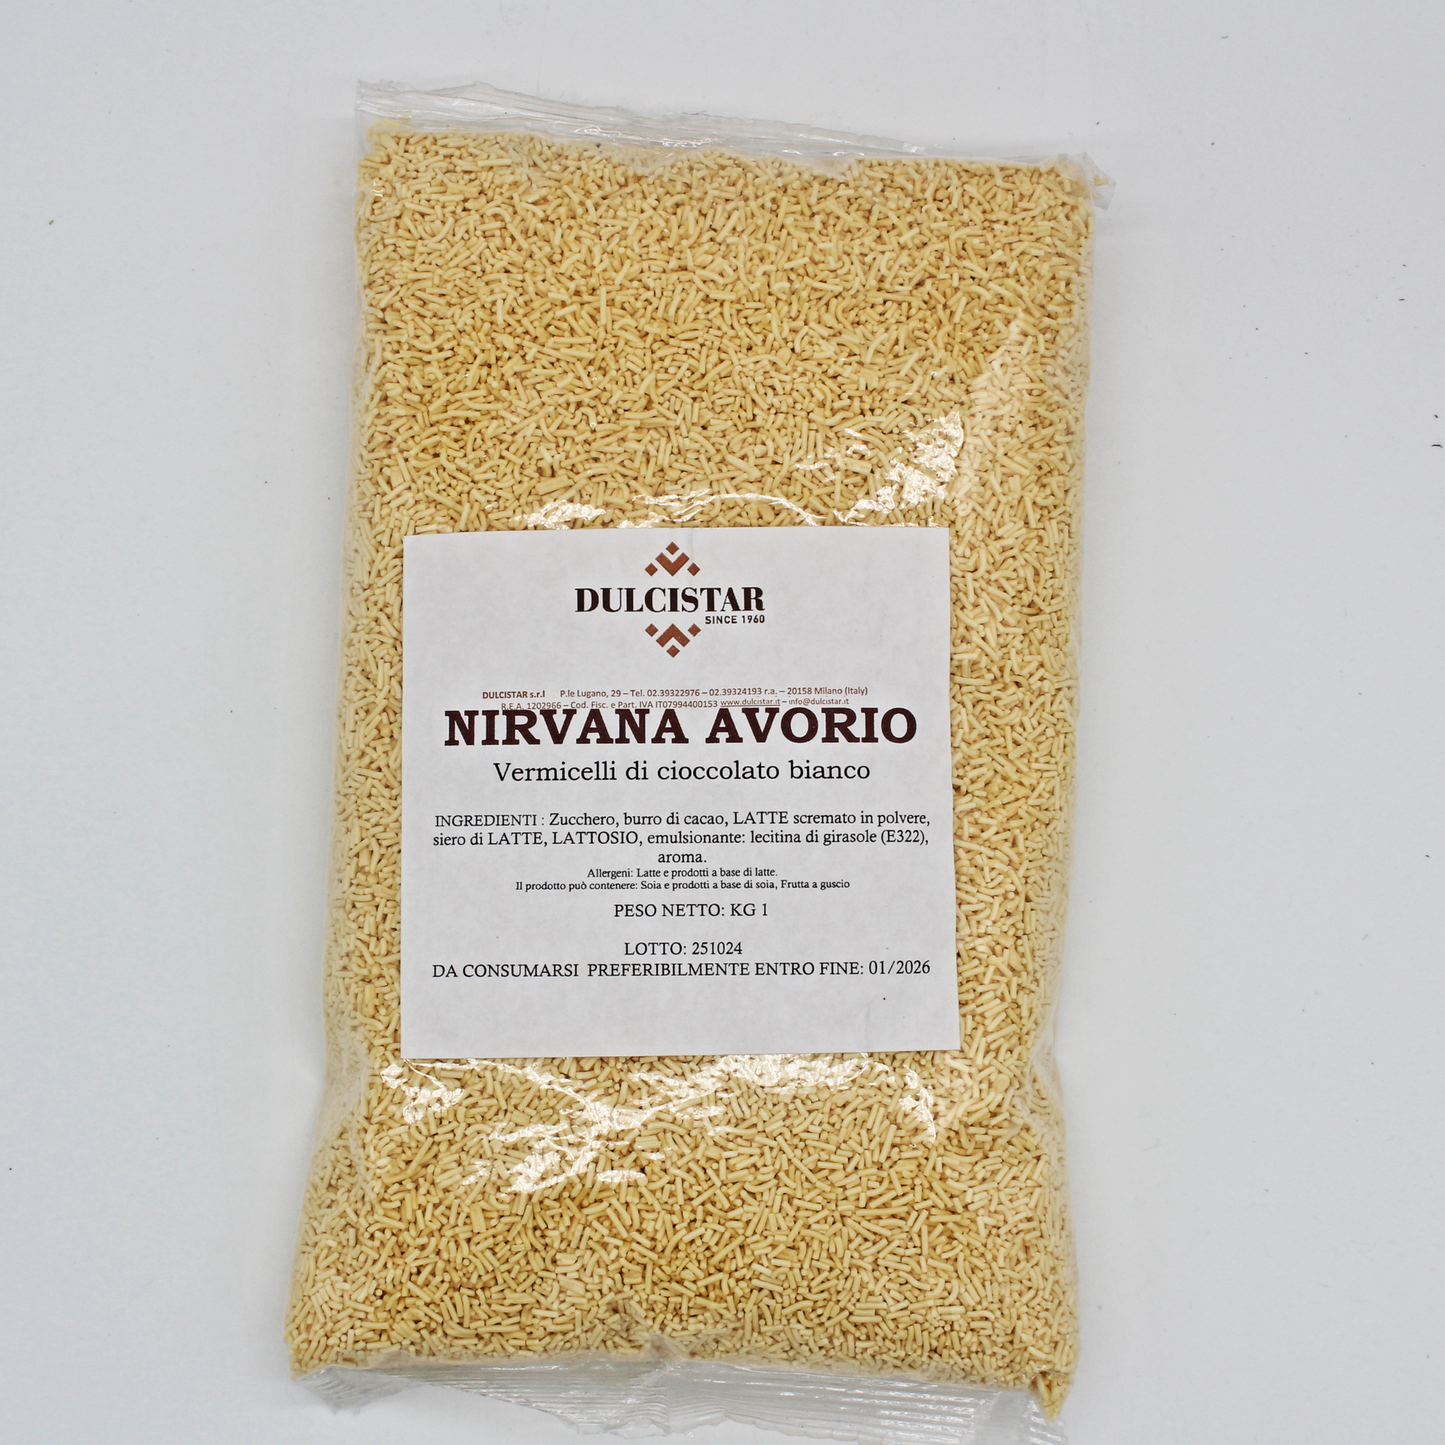 DULCISTAR
SINCE 1960
DULCISTAR s.r.l P.le Lugano, 29 – Tel. 02.39322976 – 02.39324193 r.a. – 20158 Milano (Italy)
R.E.A. 1202966 – Cod. Fisc. e Part. IVA IT07994400153 www.dulcistar.it – info@dulcistar.it
NIRVANA AVORIO
Vermicelli di cioccolato bianco
INGREDIENTI : Zucchero, burro di cacao, LATTE scremato in polvere,
siero di LATTE, LATTOSIO, emulsionante: lecitina di girasole (E322),
aroma.
Allergeni: Latte e prodotti a base di latte.
Il prodotto può contenere: Soia e prodotti a base di soia, Frutta a guscio
PESO NETTO: KG 1
LOTTO: 251024
DA CONSUMARSI PREFERIBILMENTE ENTRO FINE: 01/2026